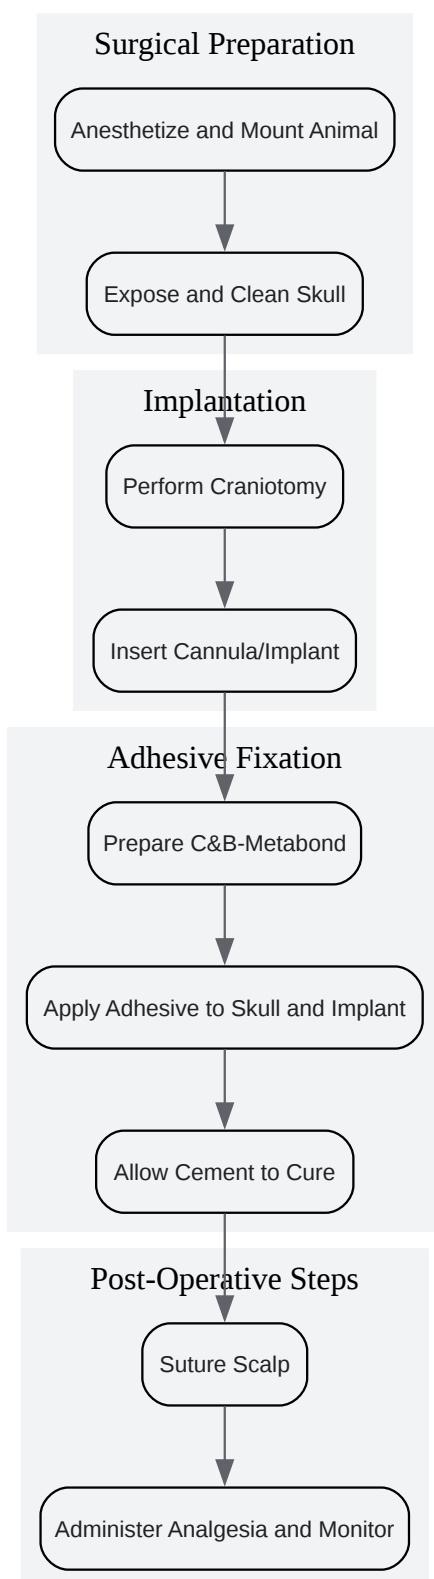 Surgical Preparation
Anesthetize and Mount Animal
Expose and Clean Skull
Implantation
Perform Craniotomy
Insert Cannula/Implant
Adhesive Fixation
Prepare C&B-Metabond
Apply Adhesive to Skull and Implant
Allow Cement to Cure
Post-Operative Steps
Suture Scalp
Administer Analgesia and Monitor